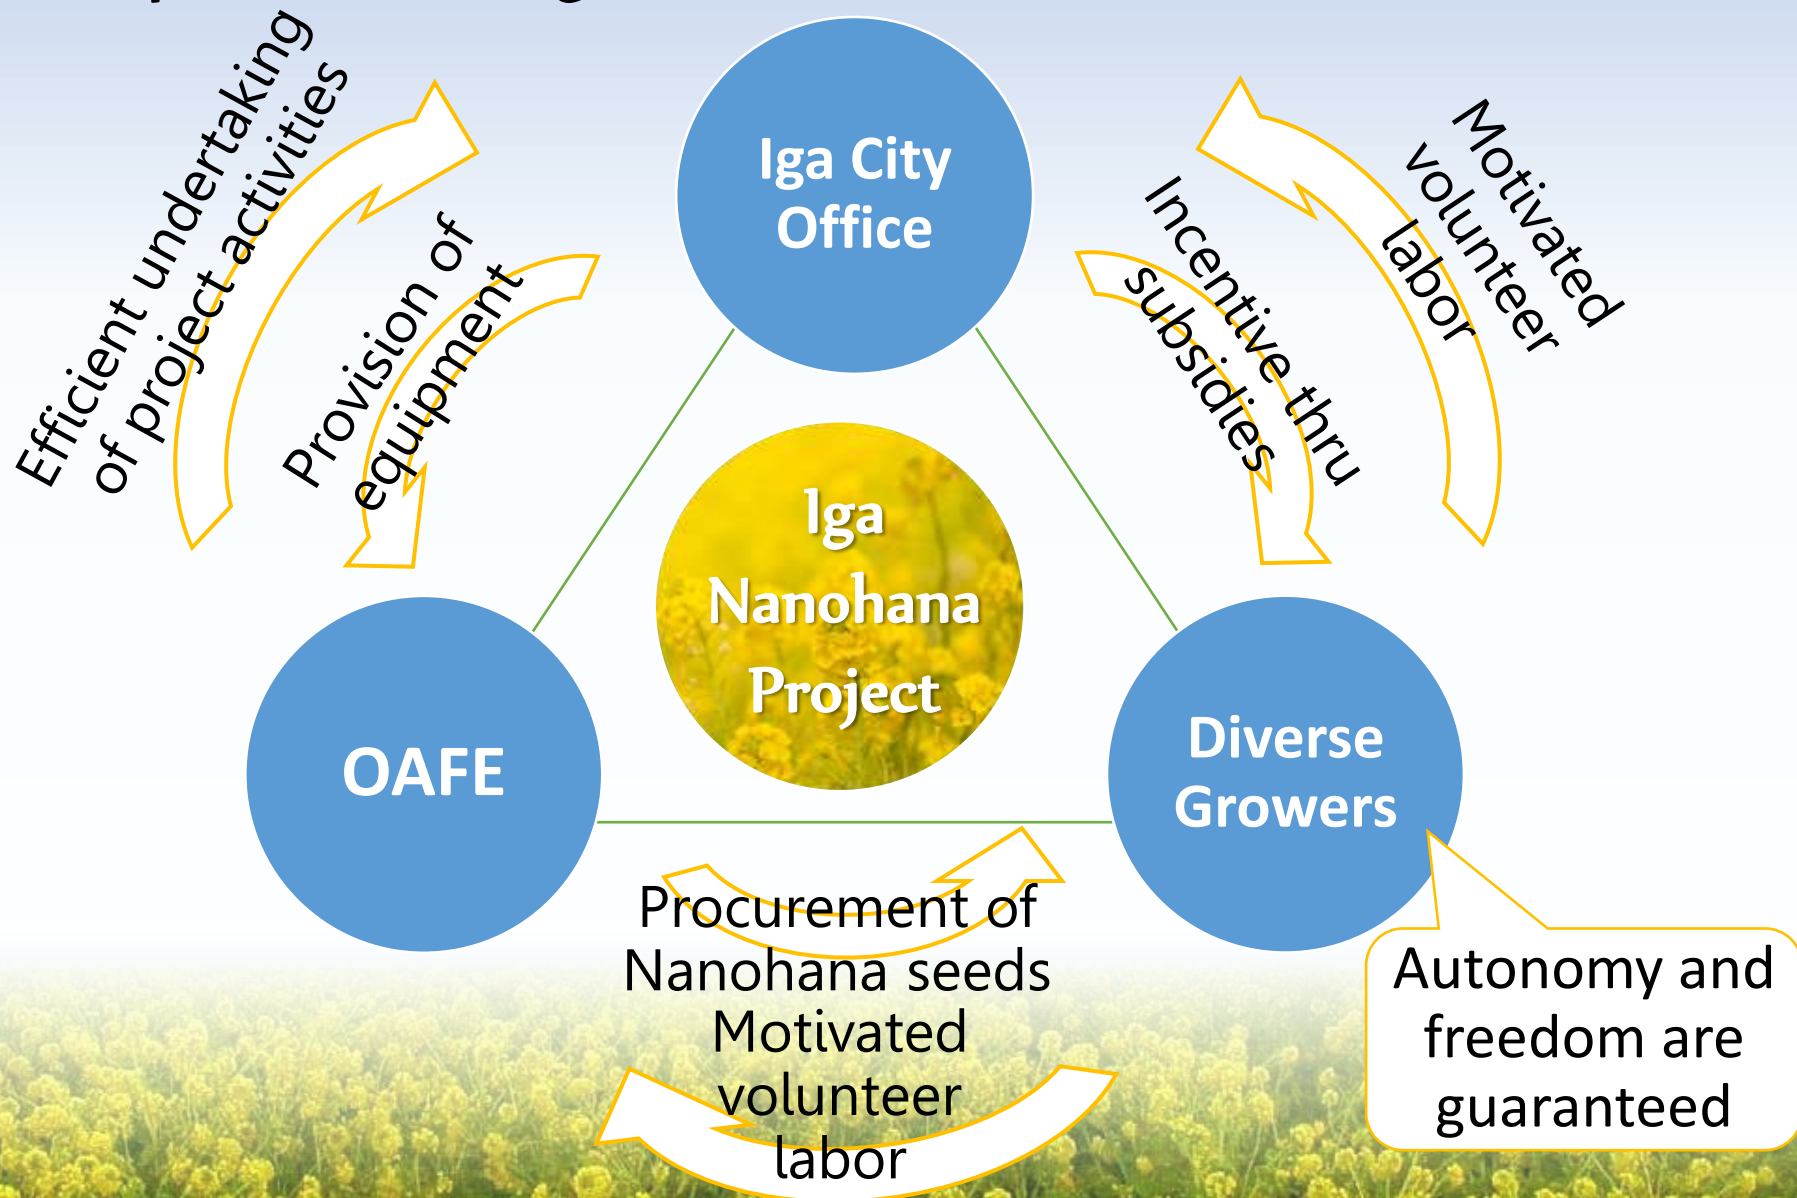 Efficient undertaking
of project activities
Provision of
equipment
Iga City
Office
Incentive thru
subsidies
Motivated
volunteer
labor
Iga
Nanohana
Project
OAFE
Diverse
Growers
Procurement of
Nanohana seeds
Motivated
volunteer
labor
Autonomy and
freedom are
guaranteed